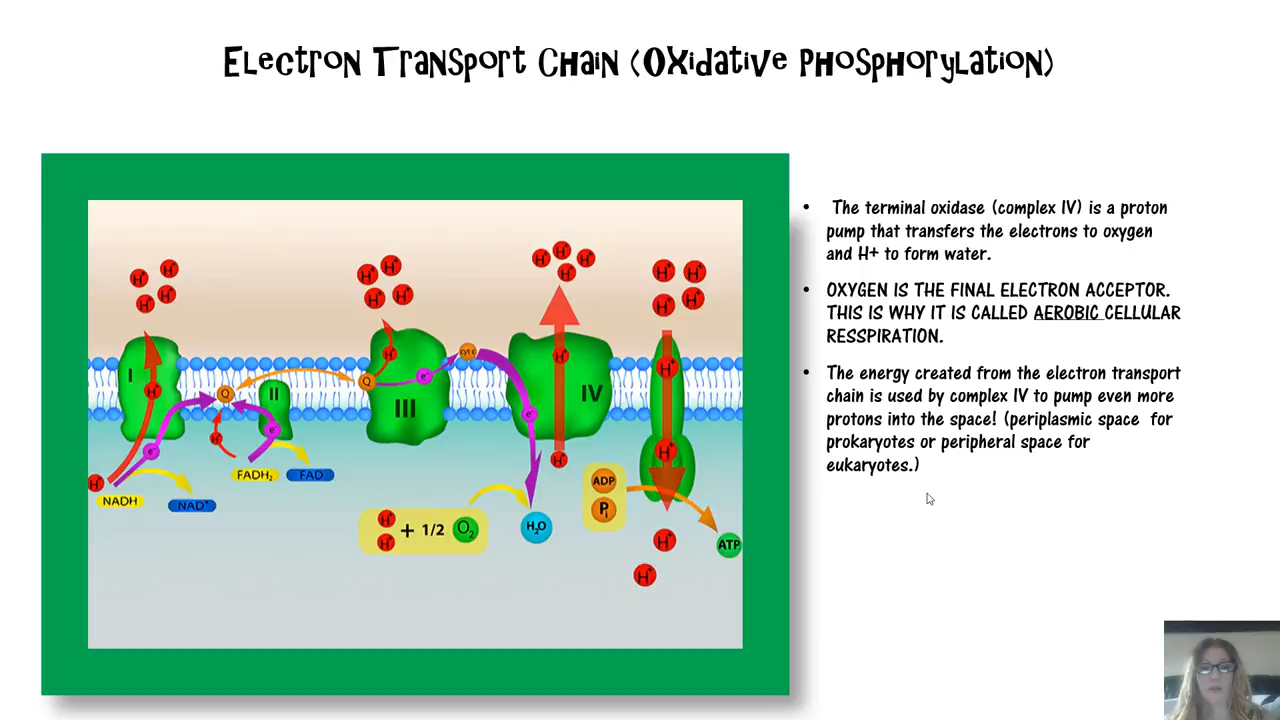 Electron Transport Chain (Oxidative Phosphorylation)
The terminal oxidase (complex IV) is a proton
pump that transfers the electrons to oxygen
and H+ to form water.
OXYGEN IS THE FINAL ELECTRON ACCEPTOR.
THIS IS WHY IT IS CALLED AEROBIC CELLULAR
RESSPIRATION.
The energy created from the electron transport
chain is used by complex IV to pump even more
protons into the space! (periplasmic space for
prokaryotes or peripheral space for
eukaryotes.)
H+ H+
H+ H+
H+ H+
H+ H+
H+ H+ H+
H+
H+ H+
H+ H+
I
H+
Q
II
e-
H+
H+
e-
NADH
NAD+
FADH2
FAD
H+
Q
e-
III
cyt c
H+
IV
e-
H+
H+
H+
H+
H+
+ 1/2
O2
H2O
ADP
Pi
ATP
H+
H+